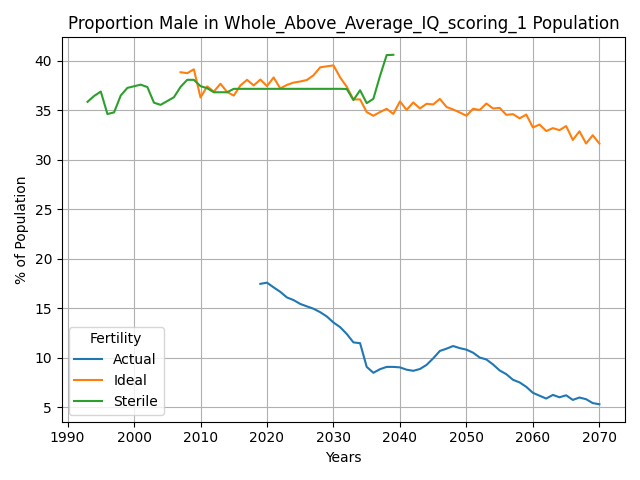 Proportion Male in Whole_Above_Average_IQ_scoring_1 Population
% of Population
40
35
30
25
20
15
10
5
Fertility
Actual
Ideal
Sterile
1990 2000 2010 2020 2030 2040 2050 2060 2070
Years